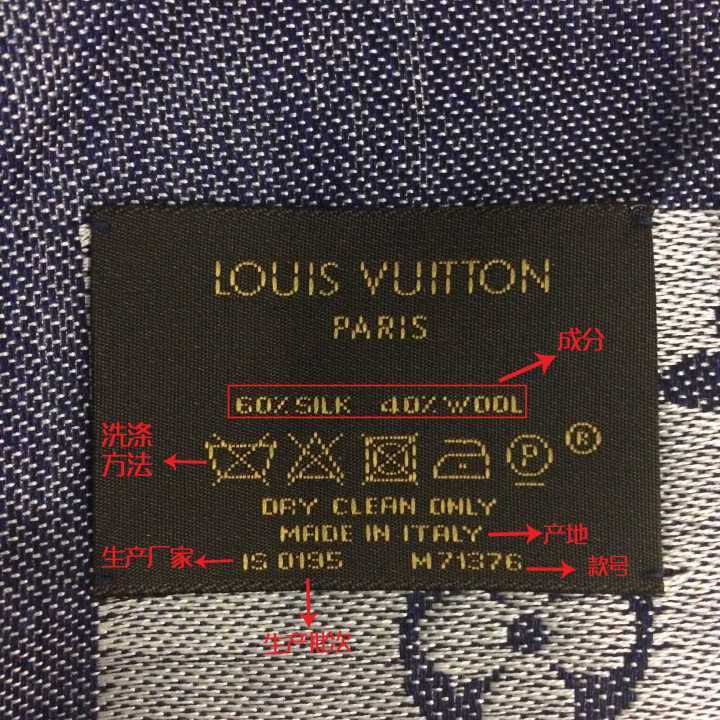 LOUIS VUITTON
PARIS
成分
60% SILK 40% WOOL
洗涤
方法
P
®
DRY CLEAN ONLY
MADE IN ITALY
产地
生产厂家
IS 0195
M71376
款号
生产批次